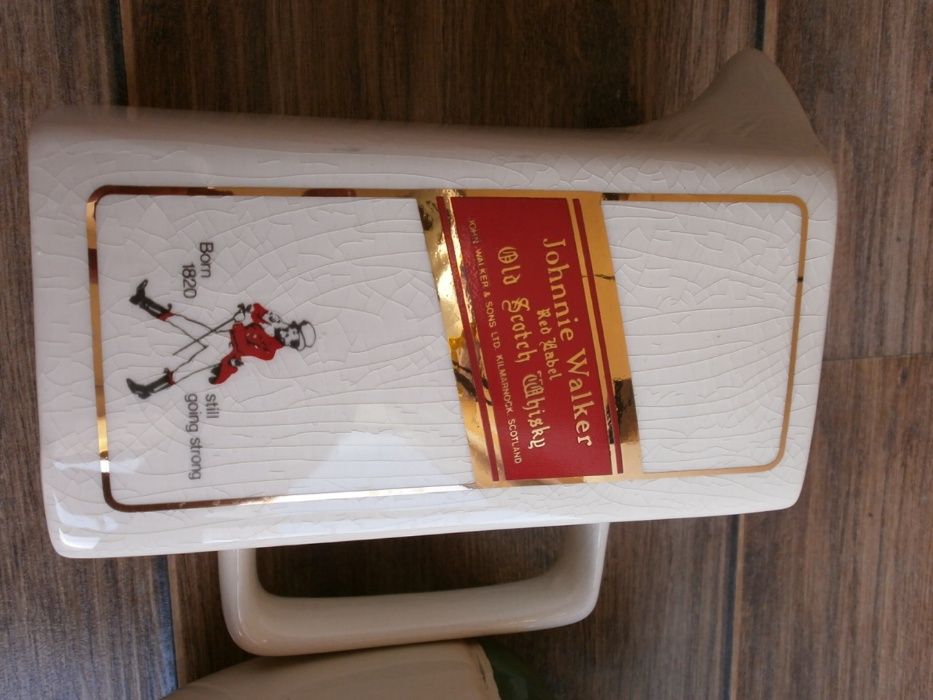 Johnnie Walker
Red Label
Old Scotch Whisky
JOHN WALKER & SONS LTD. KILMARNOCK. SCOTLAND
Born
1820
still
going strong